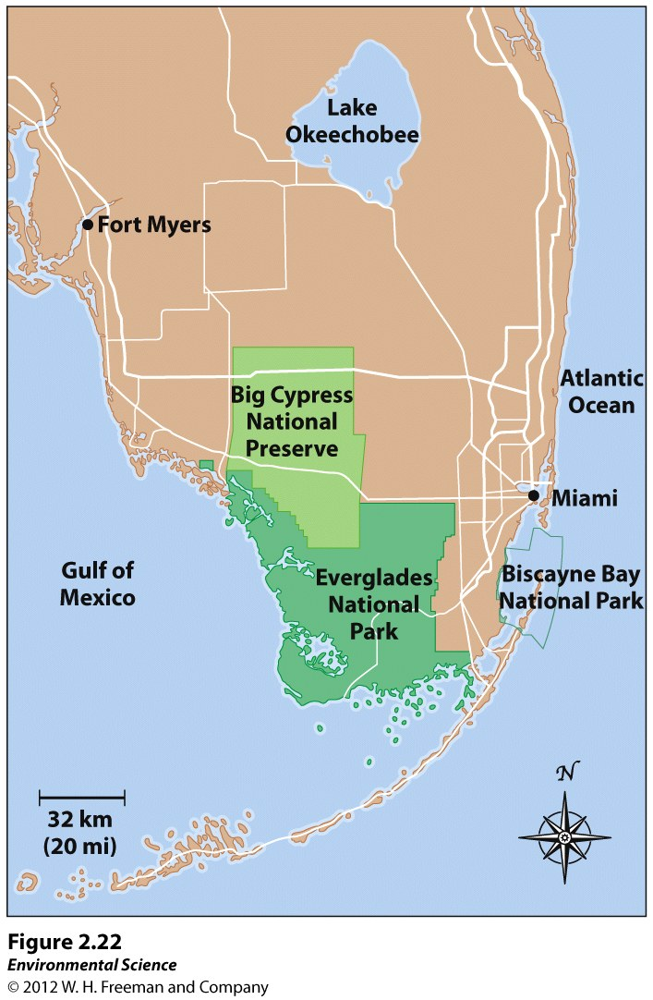 Lake
Okeechobee
Fort Myers
Atlantic
Ocean
Big Cypress
National
Preserve
Miami
Gulf of
Mexico
Everglades
National
Park
Biscayne Bay
National Park
N
32 km
(20 mi)
Figure 2.22
Environmental Science
© 2012 W. H. Freeman and Company